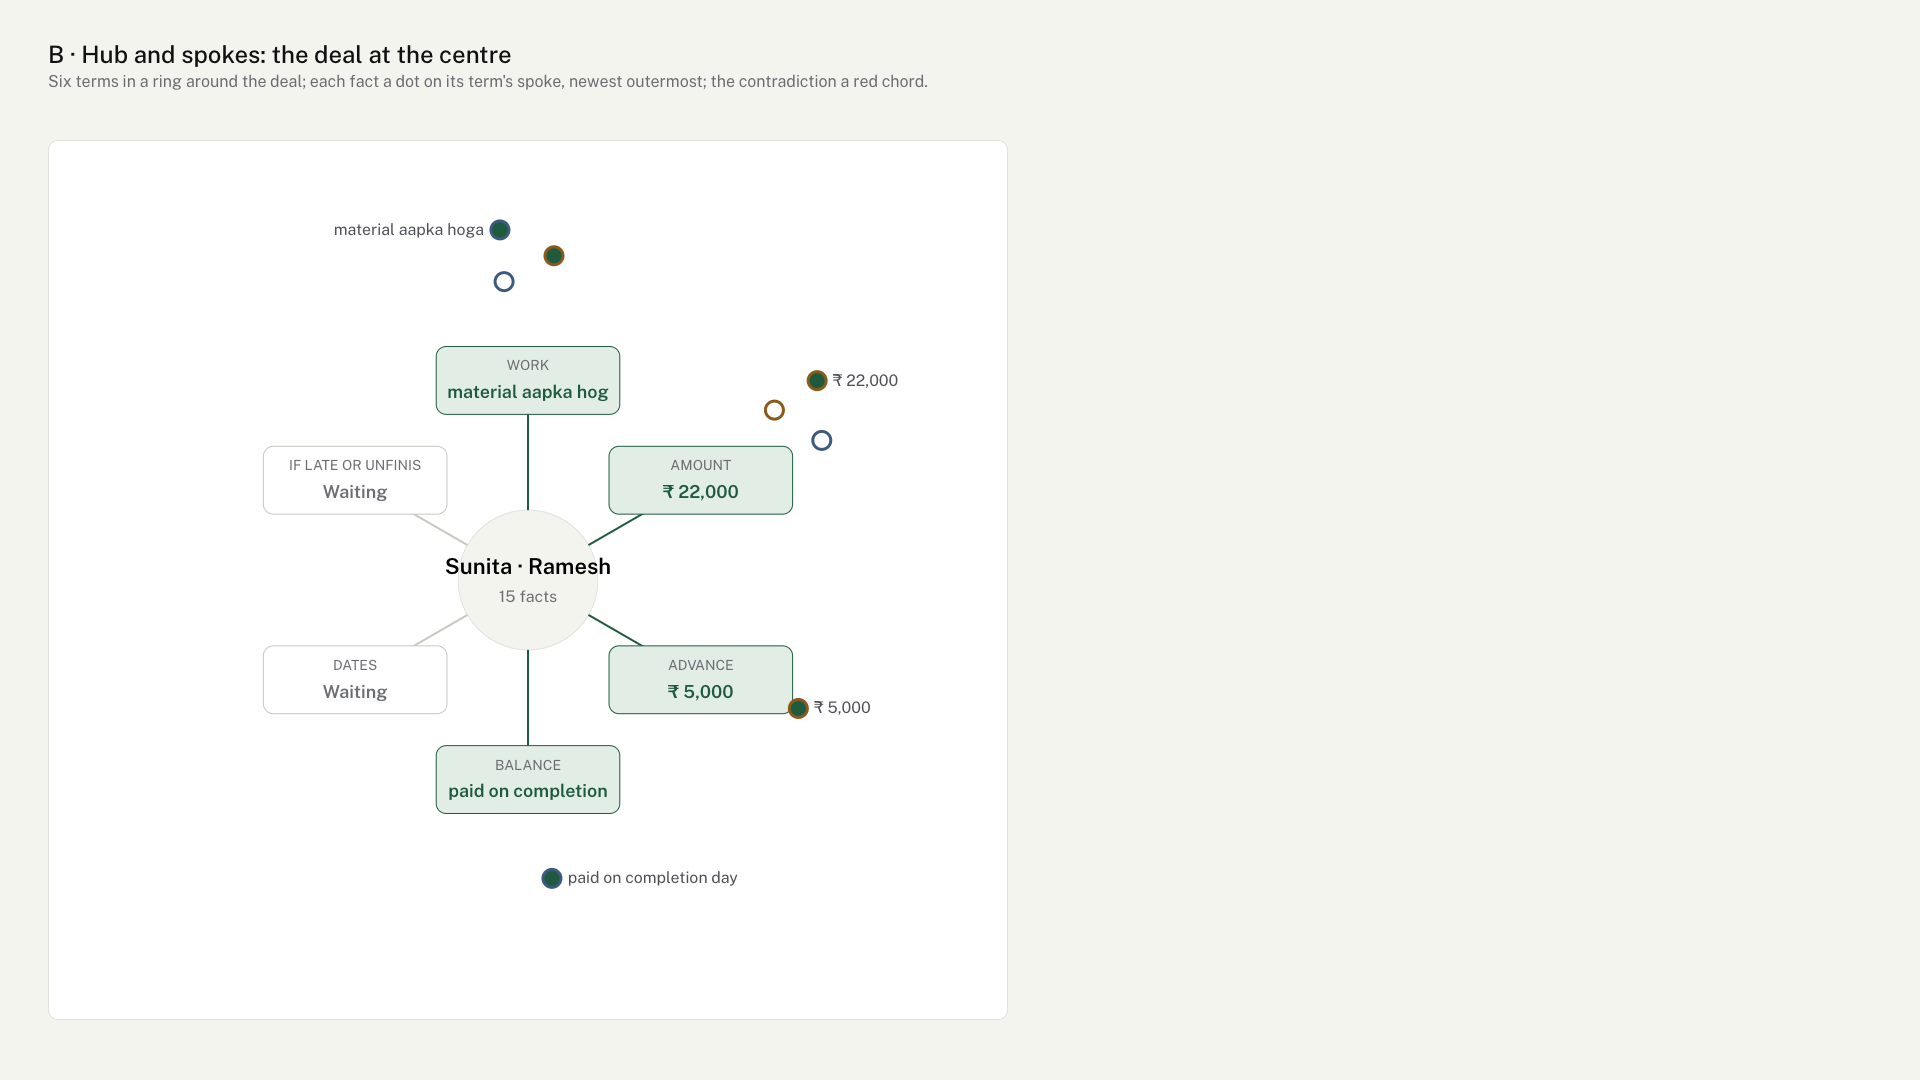 B · Hub and spokes: the deal at the centre
Six terms in a ring around the deal; each fact a dot on its term's spoke, newest outermost; the contradiction a red chord.
material aapka hoga
WORK
material aapka hog
₹ 22,000
IF LATE OR UNFINIS
Waiting
AMOUNT
₹ 22,000
Sunita · Ramesh
15 facts
DATES
Waiting
ADVANCE
₹ 5,000
₹ 5,000
BALANCE
paid on completion
paid on completion day